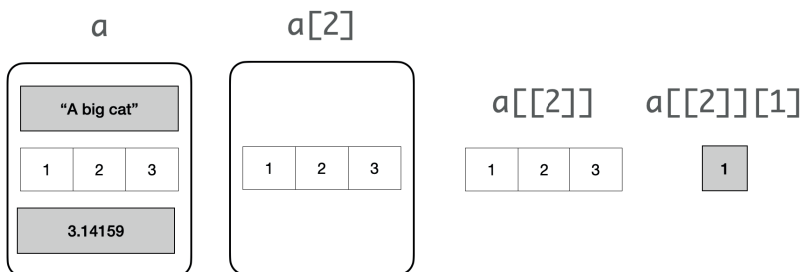 a
a[2]
a[[2]]
a[[2]][1]
“A big cat”
1 2 3
3.14159
1 2 3
1 2 3
1